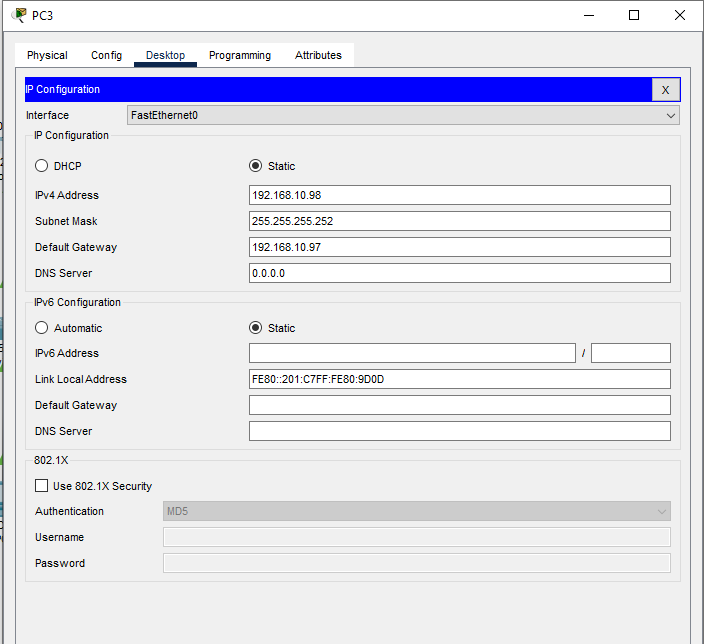 PC3
Physical Config Desktop Programming Attributes
IP Configuration X
Interface FastEthernet0
IP Configuration
DHCP Static
IPv4 Address 192.168.10.98
Subnet Mask 255.255.255.252
Default Gateway 192.168.10.97
DNS Server 0.0.0.0
IPv6 Configuration
Automatic Static
IPv6 Address /
Link Local Address FE80::201:C7FF:FE80:9D0D
Default Gateway
DNS Server
802.1X
Use 802.1X Security
Authentication MD5
Username
Password